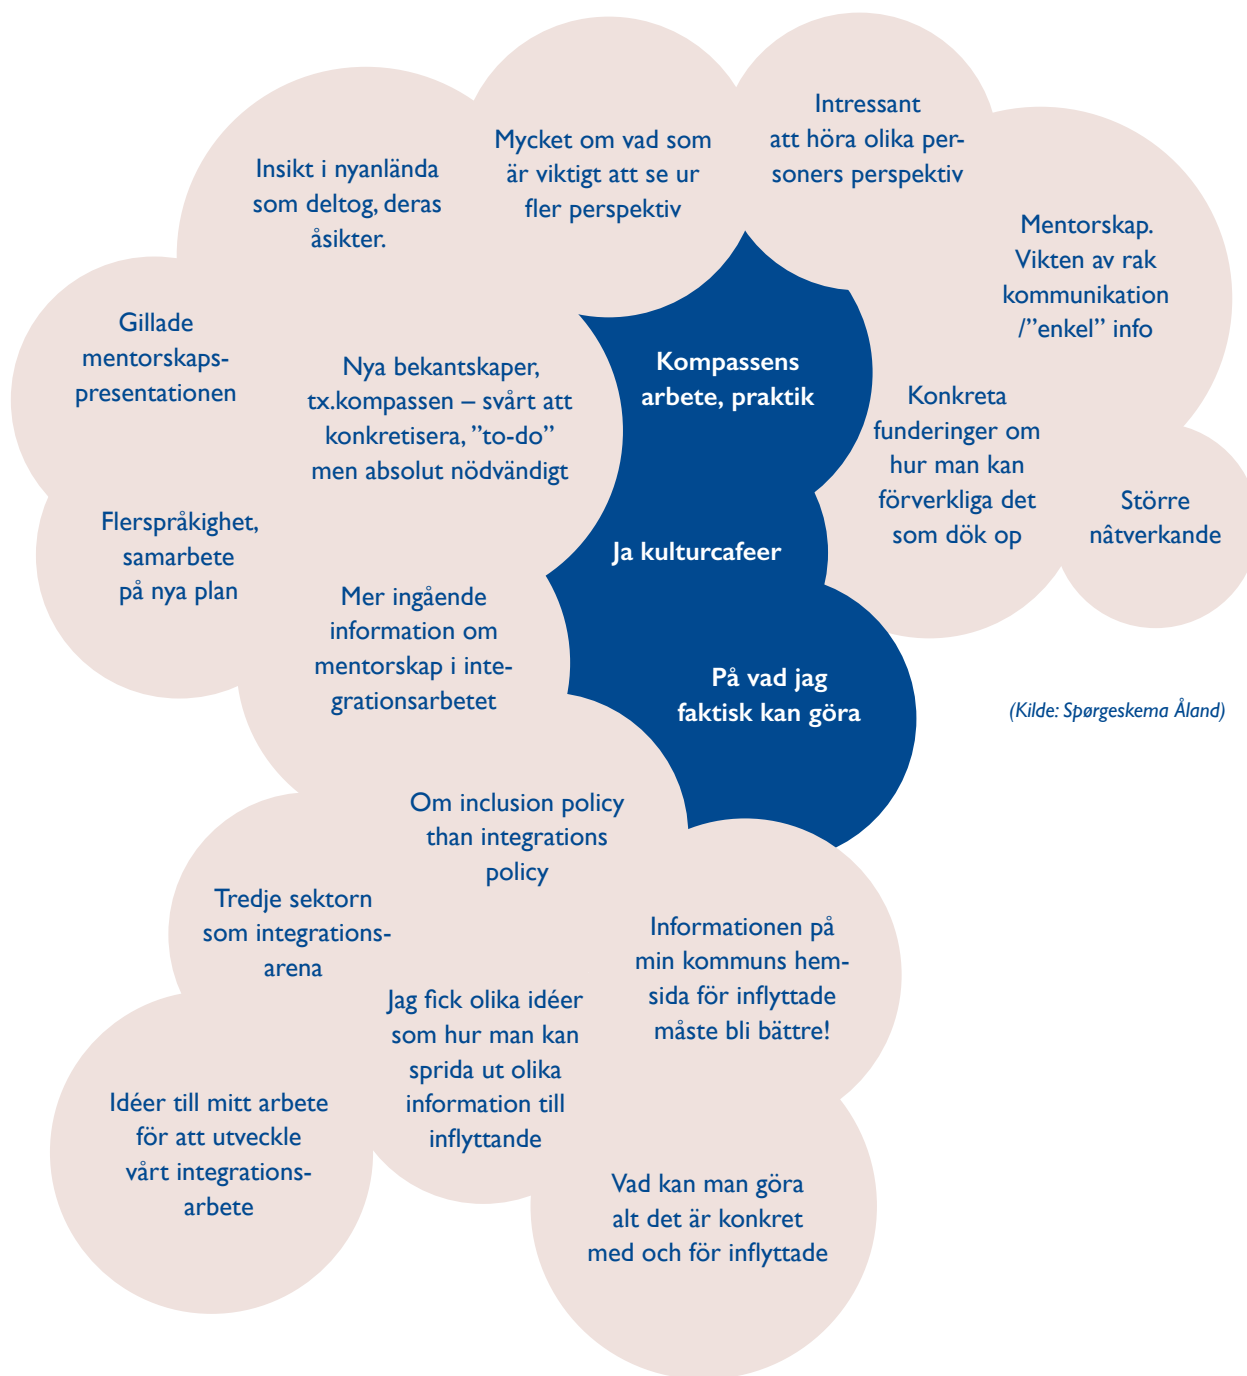 Intressant
att höra olika per-
soners perspektiv
Mycket om vad som
är viktigt att se ur
fler perspektiv
Insikt i nyanlända
som deltog, deras
åsikter.
Mentorskap.
Vikten av rak
kommunikation
/”enkel” info
Gillade
mentorskaps-
presentationen
Nya bekantskaper,
tx.kompassen – svårt att
konkretisera, ”to-do”
men absolut nödvändigt
Kompassens
arbete, praktik
Konkreta
funderinger om
hur man kan
förverkliga det
som dök op
Större
nâtverkande
Flerspråkighet,
samarbete
på nya plan
Ja kulturcafeer
Mer ingående
information om
mentorskap i inte-
grationsarbetet
På vad jag
faktisk kan göra
(Kilde: Spørgeskema Åland)
Om inclusion policy
than integrations
policy
Tredje sektorn
som integrations-
arena
Informationen på
min kommuns hem-
sida för inflyttade
måste bli bättre!
Jag fick olika idéer
som hur man kan
sprida ut olika
information till
inflyttande
Idéer till mitt arbete
för att utveckle
vårt integrations-
arbete
Vad kan man göra
alt det är konkret
med och för inflyttade